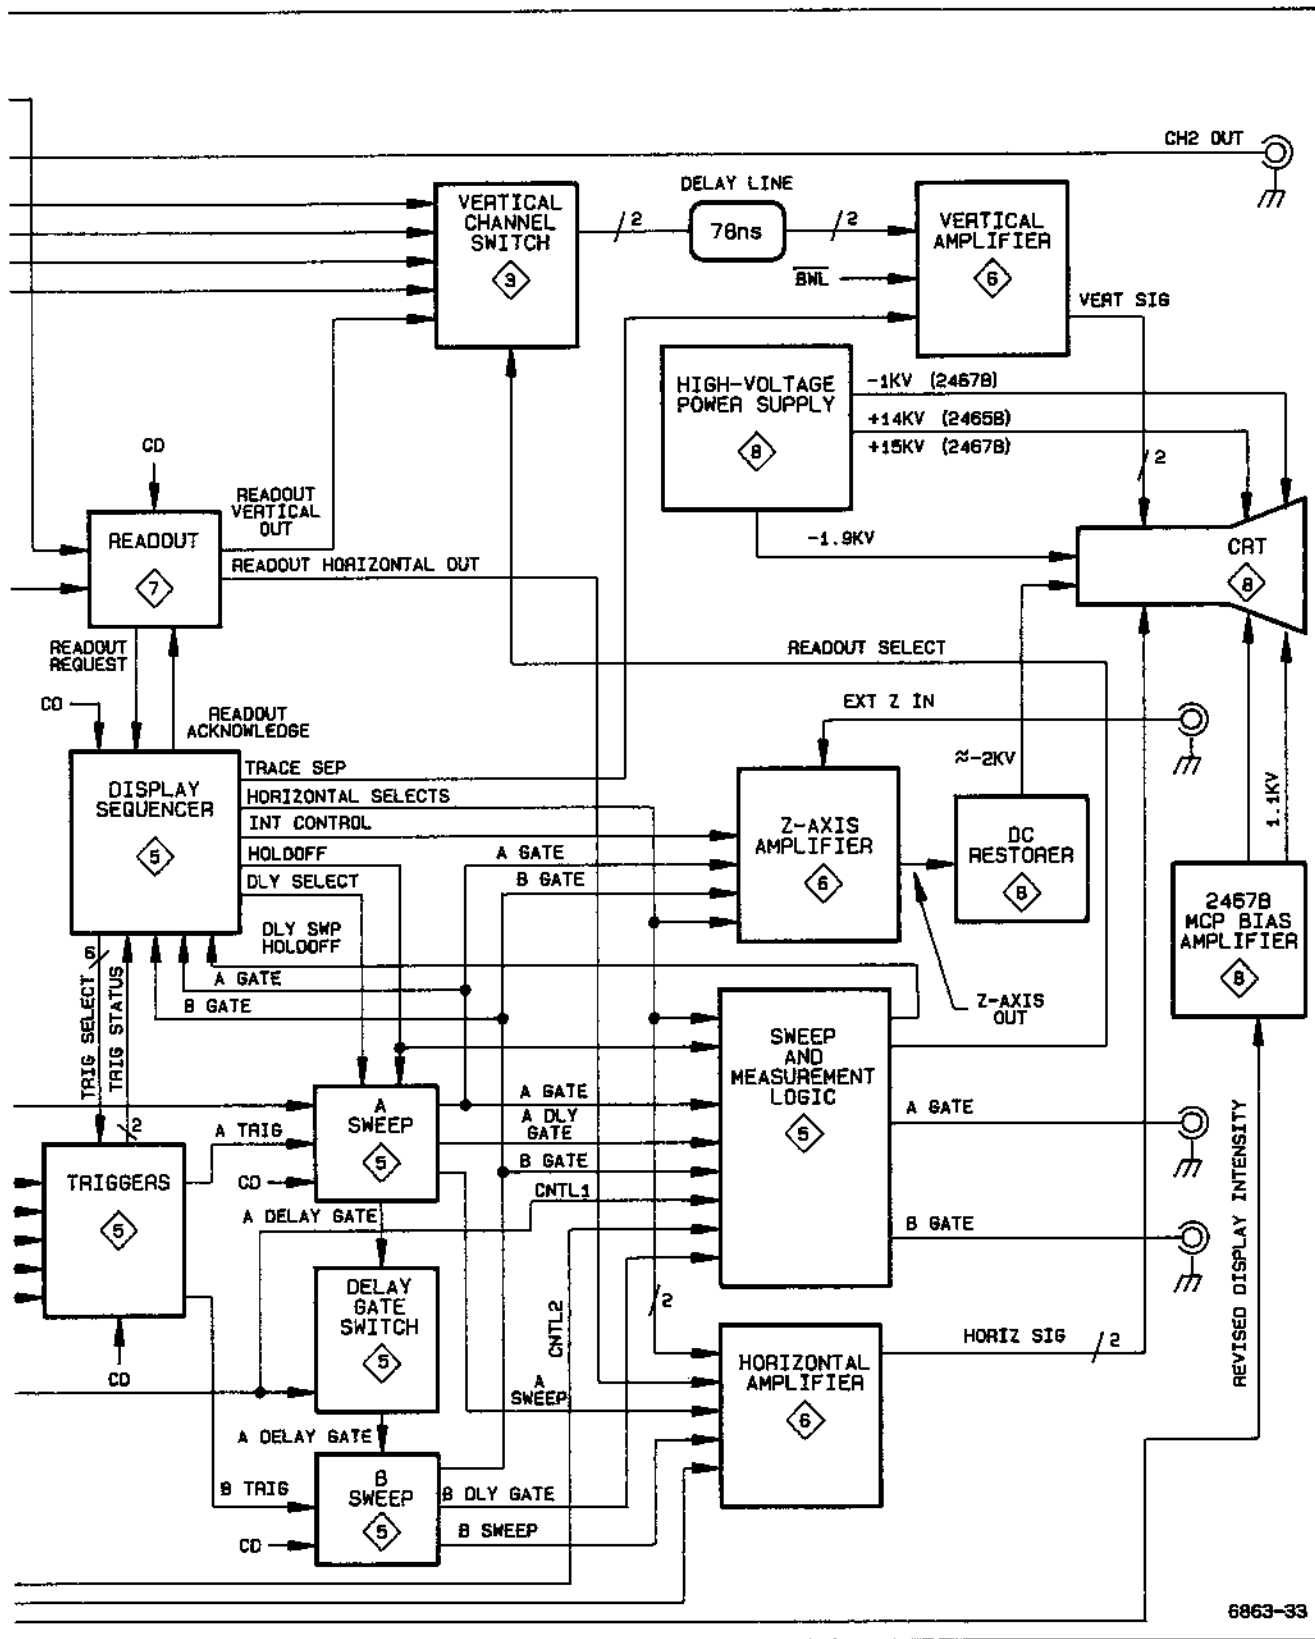 CH2 OUT
VERTICAL
CHANNEL
SWITCH
3
2
DELAY LINE
78ns
2
VERTICAL
AMPLIFIER
6
BWL
VERT SIG
HIGH-VOLTAGE
POWER SUPPLY
8
-1KV (2467B)
+14KV (2465B)
+15KV (2467B)
2
-1.9KV
CRT
8
CD
READOUT
VERTICAL
OUT
READOUT
7
READOUT HORIZONTAL OUT
READOUT
REQUEST
READOUT SELECT
CD
READOUT
ACKNOWLEDGE
EXT Z IN
DISPLAY
SEQUENCER
5
TRACE SEP
HORIZONTAL SELECTS
INT CONTROL
HOLDOFF
DLY SELECT
A GATE
B GATE
Z-AXIS
AMPLIFIER
6
≈-2KV
DC
RESTORER
8
1.1KV
2467B
MCP BIAS
AMPLIFIER
8
DLY SWP
HOLDOFF
6
A GATE
B GATE
TRIG SELECT
TRIG STATUS
Z-AXIS
OUT
SWEEP
AND
MEASUREMENT
LOGIC
5
A
SWEEP
5
A GATE
A DLY
GATE
B GATE
CNTL1
A GATE
B GATE
2
A TRIG
CD
TRIGGERS
5
A DELAY GATE
DELAY
GATE
SWITCH
5
CNTL2
2
REVISED DISPLAY INTENSITY
HORIZ SIG
2
HORIZONTAL
AMPLIFIER
6
CD
A
SWEEP
A DELAY GATE
B TRIG
B
SWEEP
5
B DLY GATE
B SWEEP
CD
6863-33